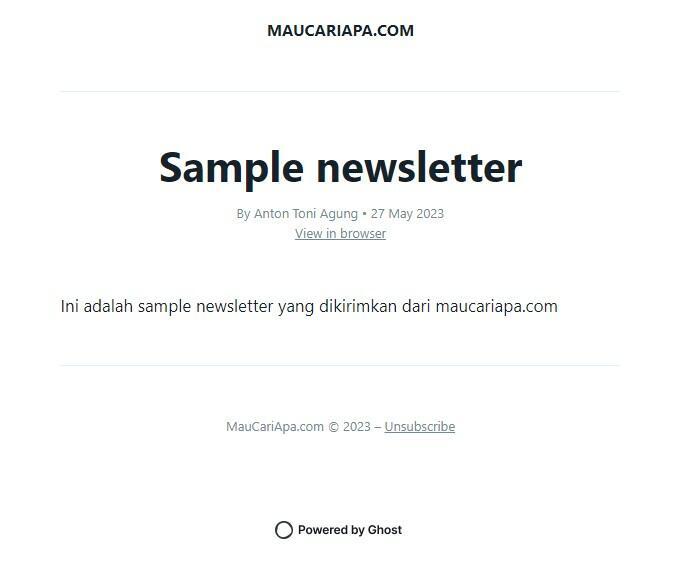 MAUCARIAPA.COM
Sample newsletter
By Anton Toni Agung • 27 May 2023
View in browser
Ini adalah sample newsletter yang dikirimkan dari maucariapa.com
MauCariApa.com © 2023 – Unsubscribe
Powered by Ghost